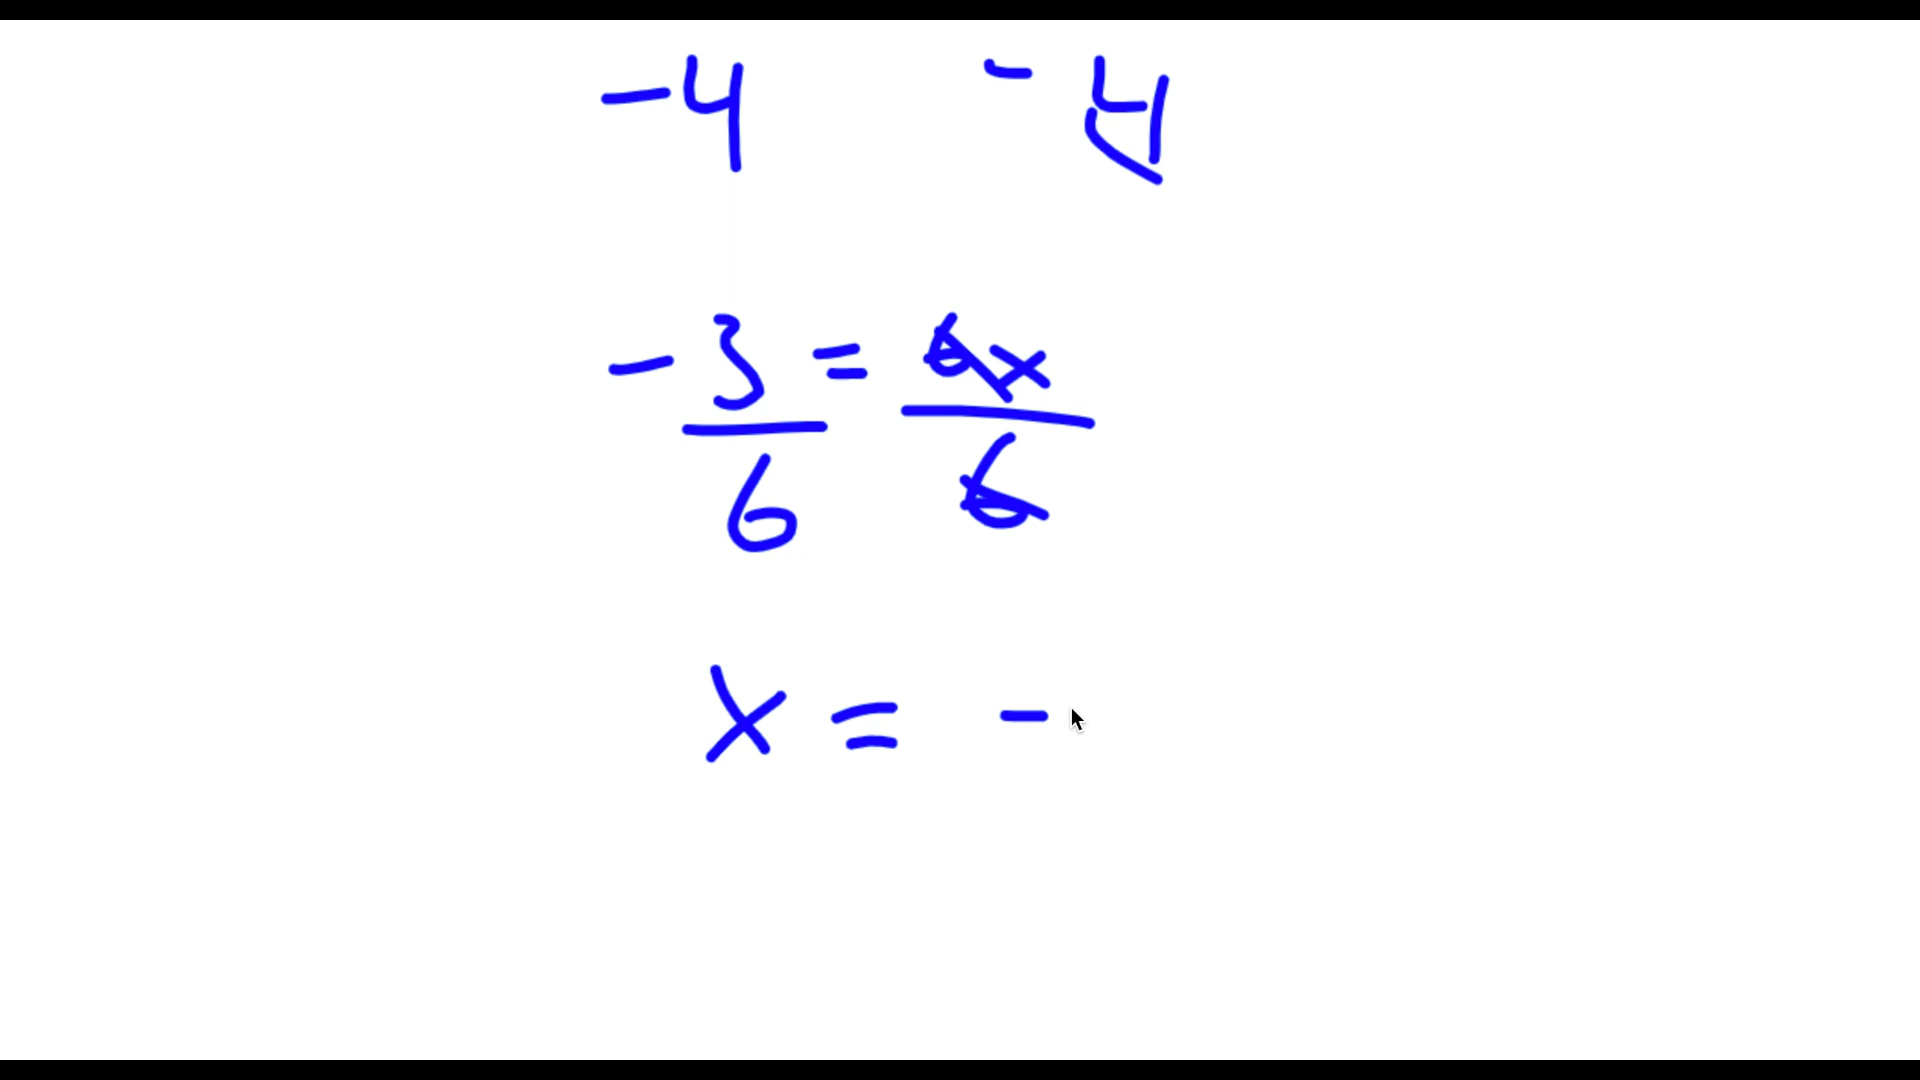 -4 -4
-3 = 6x
6 6
x = -